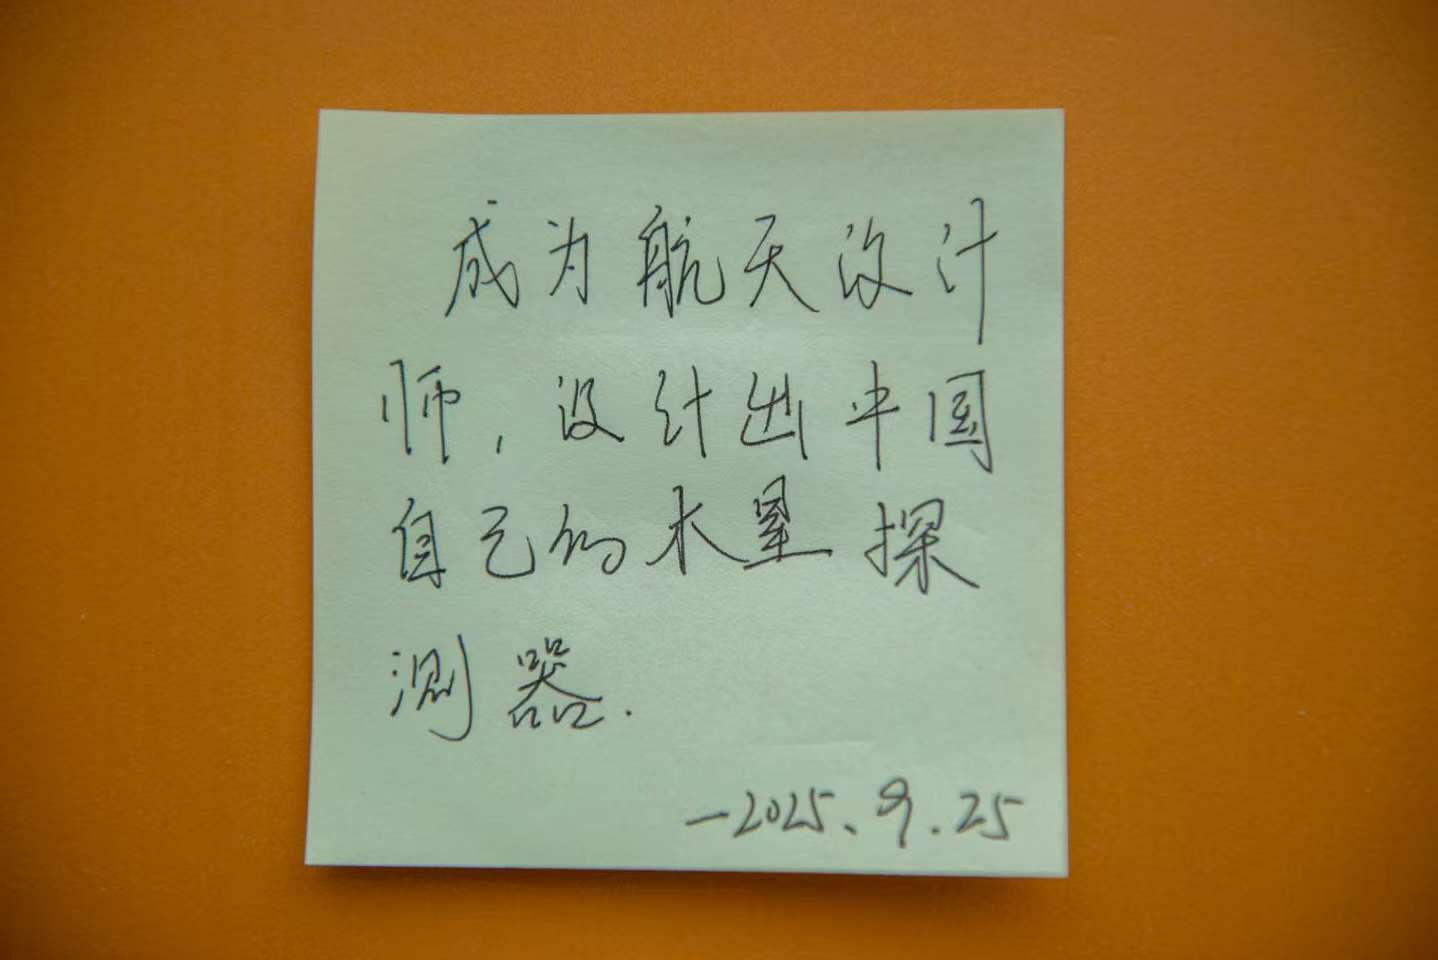 成为航天设计
师,设计出中国
自己的木星探
测器.
—2025.9.25